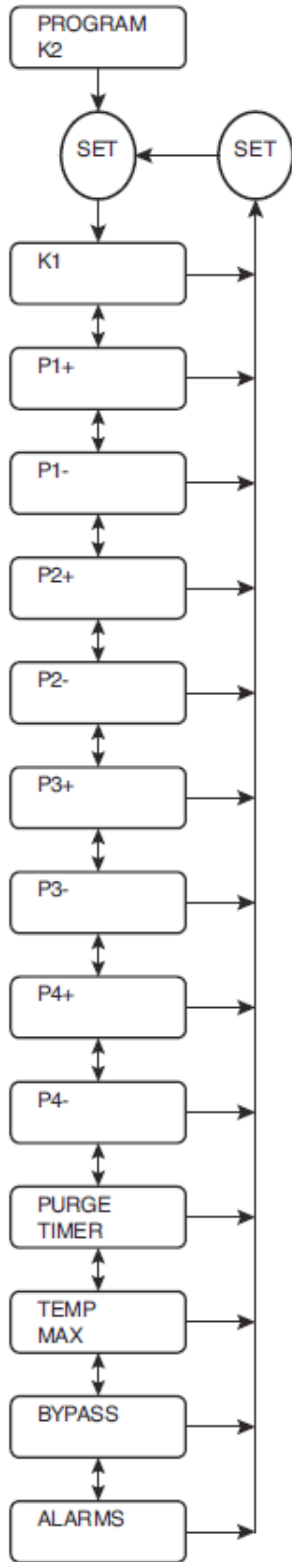 PROGRAM
K2
SET
SET
K1
P1+
P1-
P2+
P2-
P3+
P3-
P4+
P4-
PURGE
TIMER
TEMP
MAX
BYPASS
ALARMS